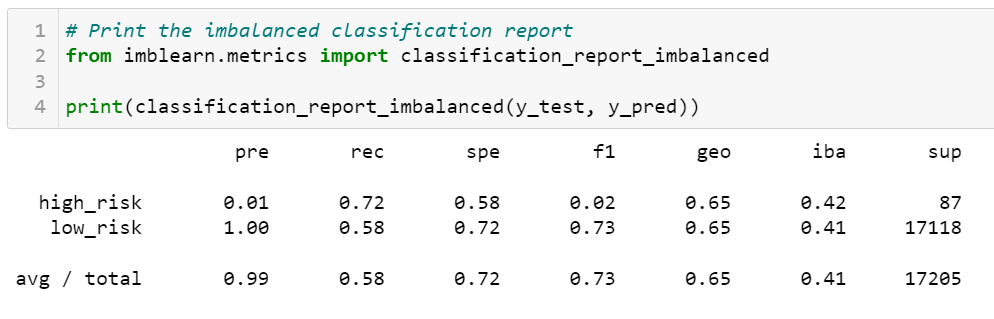 1 # Print the imbalanced classification report
2 from imblearn.metrics import classification_report_imbalanced
3
4 print(classification_report_imbalanced(y_test, y_pred))
pre rec spe f1 geo iba sup
high_risk 0.01 0.72 0.58 0.02 0.65 0.42 87
low_risk 1.00 0.58 0.72 0.73 0.65 0.41 17118
avg / total 0.99 0.58 0.72 0.73 0.65 0.41 17205